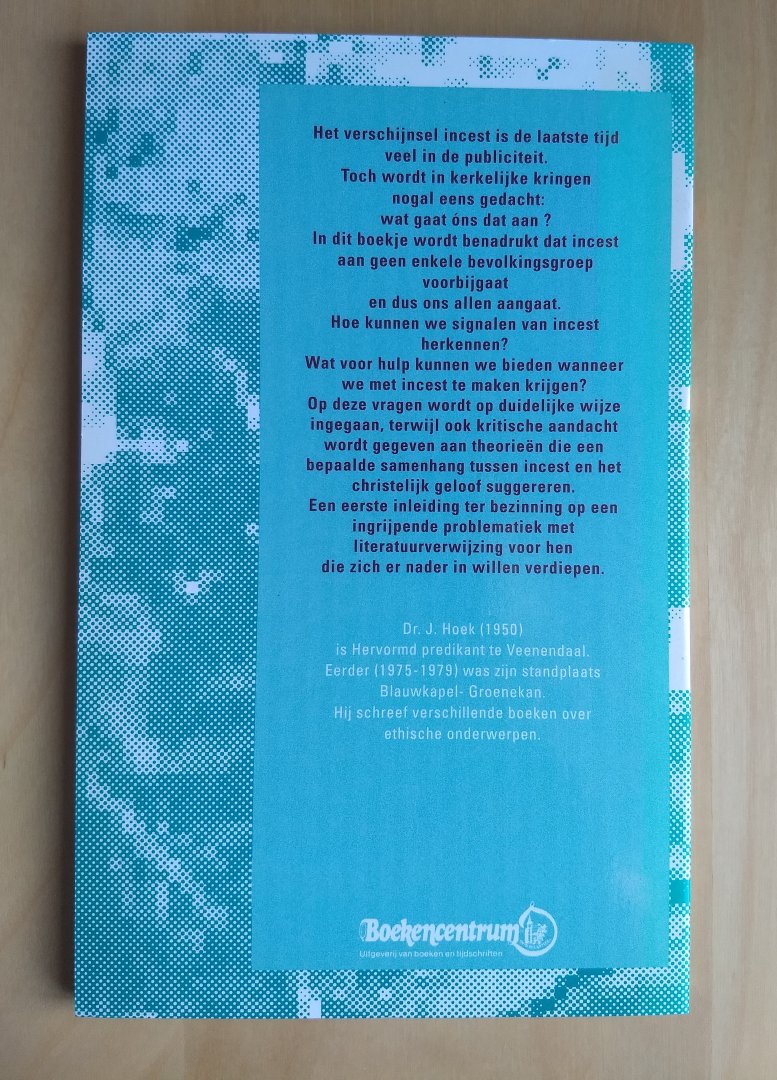 Het verschijnsel incest is de laatste tijd
veel in de publiciteit.
Toch wordt in kerkelijke kringen
nogal eens gedacht:
wat gaat óns dat aan ?
In dit boekje wordt benadrukt dat incest
aan geen enkele bevolkingsgroep
voorbijgaat
en dus ons allen aangaat.
Hoe kunnen we signalen van incest
herkennen?
Wat voor hulp kunnen we bieden wanneer
we met incest te maken krijgen?
Op deze vragen wordt op duidelijke wijze
ingegaan, terwijl ook kritische aandacht
wordt gegeven aan theorieën die een
bepaalde samenhang tussen incest en het
christelijk geloof suggereren.
Een eerste inleiding ter bezinning op een
ingrijpende problematiek met
literatuurverwijzing voor hen
die zich er nader in willen verdiepen.
Dr. J. Hoek (1950)
is Hervormd predikant te Veenendaal.
Eerder (1975-1979) was zijn standplaats
Blauwkapel- Groenekan.
Hij schreef verschillende boeken over
ethische onderwerpen.
Boekencentrum
Uitgeverij van boeken en tijdschriften